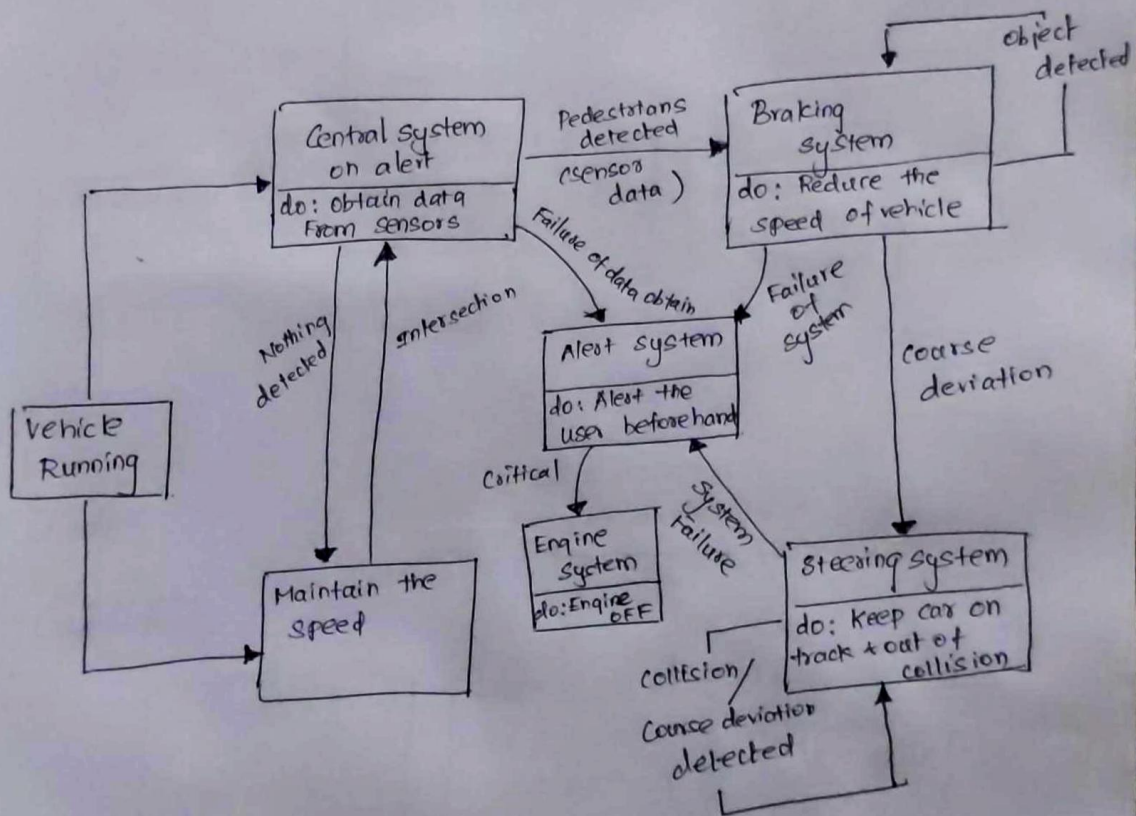 object
detected
Central system
on alert
do: obtain data
from sensors
Pedestrians
detected
(sensor
data)
Braking
system
do: Reduce the
speed of vehicle
Failure of data obtain
Failure
of
system
Nothing
detected
Intersection
Alert system
do: Alert the
user beforehand
coarse
deviation
Vehicle
Running
Critical
System
Failure
Engine
System
do: Engine
OFF
Steering system
do: Keep car on
track + out of
collision
Maintain the
speed
Collision/
Coarse deviation
detected